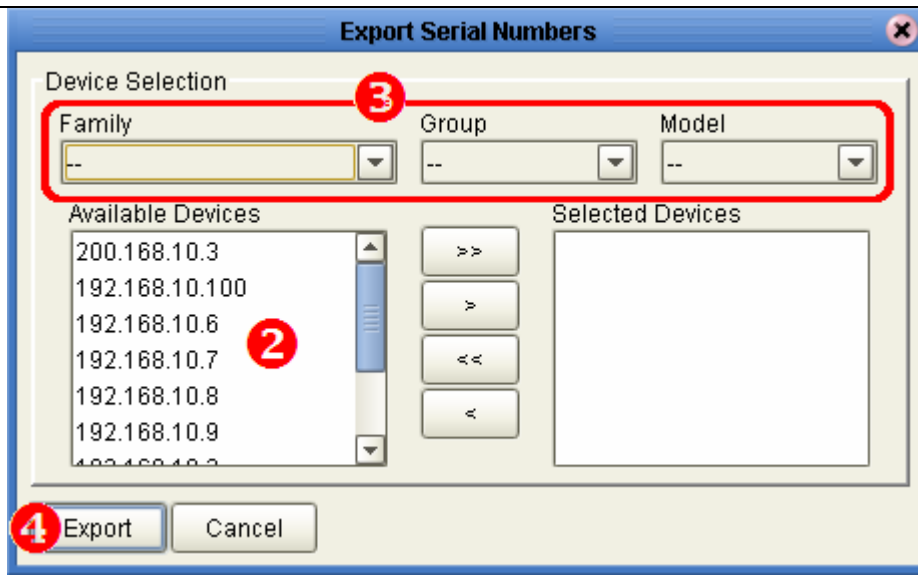 Export Serial Numbers
Device Selection
3
Family Group Model
-- -- --
Available Devices Selected Devices
200.168.10.3
>>
192.168.10.100
>
192.168.10.6
2
192.168.10.7
<<
192.168.10.8
<
192.168.10.9
4 Export Cancel